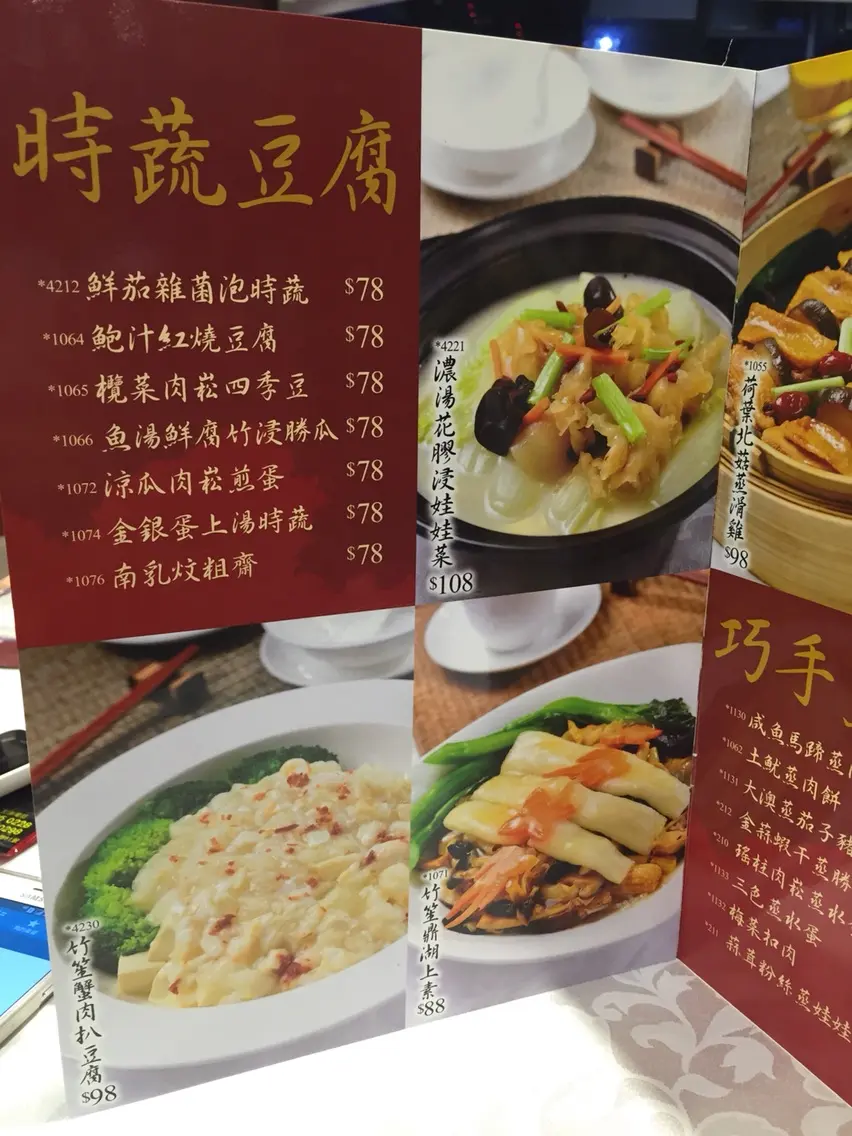 時蔬豆腐
*4212 鮮茄雜菌泡時蔬 $78
*1064 鮑汁紅燒豆腐 $78
*1065 欖菜肉崧四季豆 $78
*1066 魚湯鮮腐竹浸勝瓜 $78
*1072 涼瓜肉崧煎蛋 $78
*1074 金銀蛋上湯時蔬 $78
*1076 南乳炆粗齋 $78
*4221
濃湯花膠浸娃娃菜
$108
*1055
荷葉北菇蒸滑雞
$98
*4230
竹笙蟹肉扒豆腐
$98
*1071
竹笙鼎湖上素
$88
巧手
*1130 咸魚馬蹄蒸
*1062 土魷蒸肉餅
*1131 大澳蒸茄子
*212 金蒜蝦干蒸勝
*210 瑤柱肉崧蒸水
*1133 三色蒸水蛋
*1132 梅菜扣肉
*211 蒜茸粉絲蒸娃娃